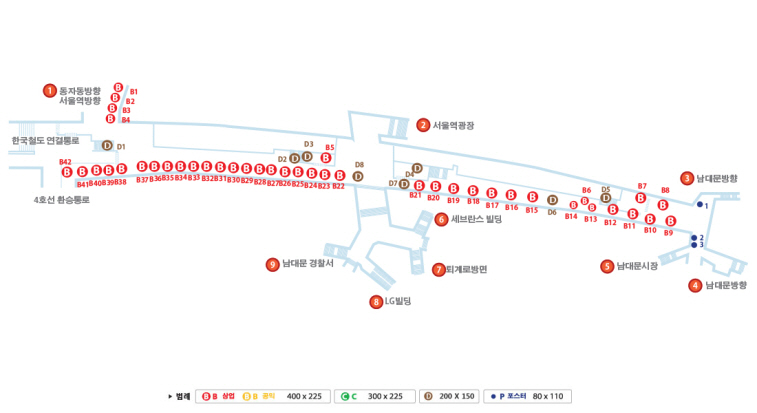 1 동자동방향
서울역방향
B B1
B B2
B B3
B B4
2 서울역광장
한국철도 연결통로
D D1
D2 D
D3 D
B5 B
D8 D
D4 D
3 남대문방향
B42 B
B41 B
B40 B
B39 B
B38 B
B37 B
B36 B
B35 B
B34 B
B33 B
B32 B
B31 B
B30 B
B29 B
B28 B
B27 B
B26 B
B25 B
B24 B
B23 B
B22 B
D7 D
B21 B
B20 B
B19 B
B18 B
B17 B
B16 B
B15 B
D6 D
B14 B
B6 B
B13 B
D5 D
B12 B
B7 B
B11 B
B10 B
B8 B
B9 B
1
2
3
4호선 환승통로
6 세브란스 빌딩
9 남대문 경찰서
7 퇴계로방면
5 남대문시장
4 남대문방향
8 LG빌딩
▶ 범례 B B 상업 B B 공익 400 x 225 C C 300 x 225 D 200 X 150 P 포스터 80 x 110